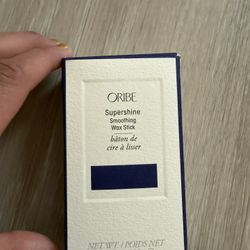 ORIBE
Supershine
Smoothing
Wax Stick
bâton de
cire à lisser
NET WT / POIDS NET